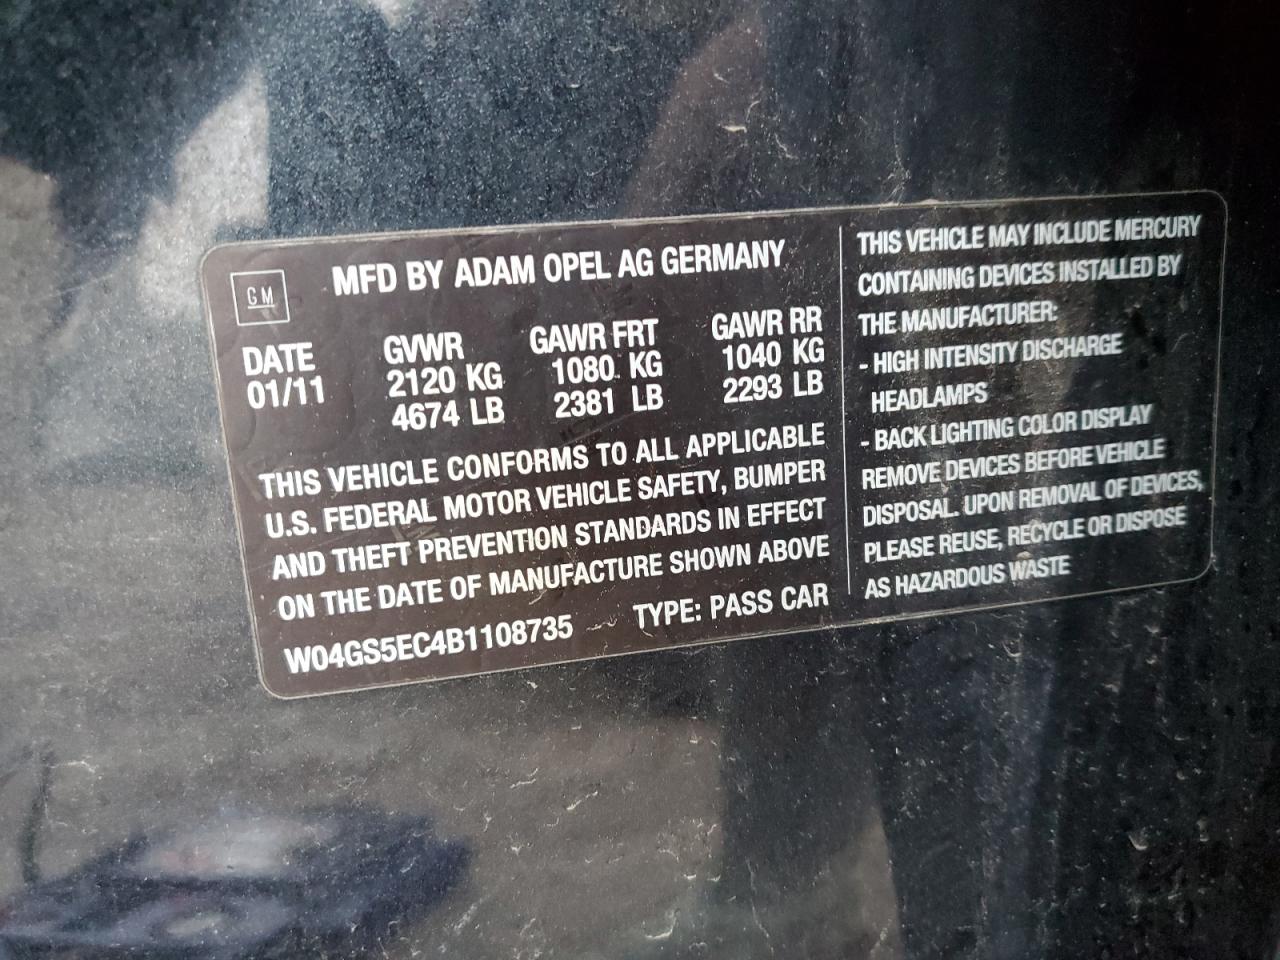 GM
MFD BY ADAM OPEL AG GERMANY
DATE GVWR GAWR FRT GAWR RR
01/11 2120 KG 1080 KG 1040 KG
4674 LB 2381 LB 2293 LB
THIS VEHICLE CONFORMS TO ALL APPLICABLE
U.S. FEDERAL MOTOR VEHICLE SAFETY, BUMPER
AND THEFT PREVENTION STANDARDS IN EFFECT
ON THE DATE OF MANUFACTURE SHOWN ABOVE
W04GS5EC4B1108735 TYPE: PASS CAR
THIS VEHICLE MAY INCLUDE MERCURY
CONTAINING DEVICES INSTALLED BY
THE MANUFACTURER:
- HIGH INTENSITY DISCHARGE
HEADLAMPS
- BACK LIGHTING COLOR DISPLAY
REMOVE DEVICES BEFORE VEHICLE
DISPOSAL. UPON REMOVAL OF DEVICES,
PLEASE REUSE, RECYCLE OR DISPOSE
AS HAZARDOUS WASTE